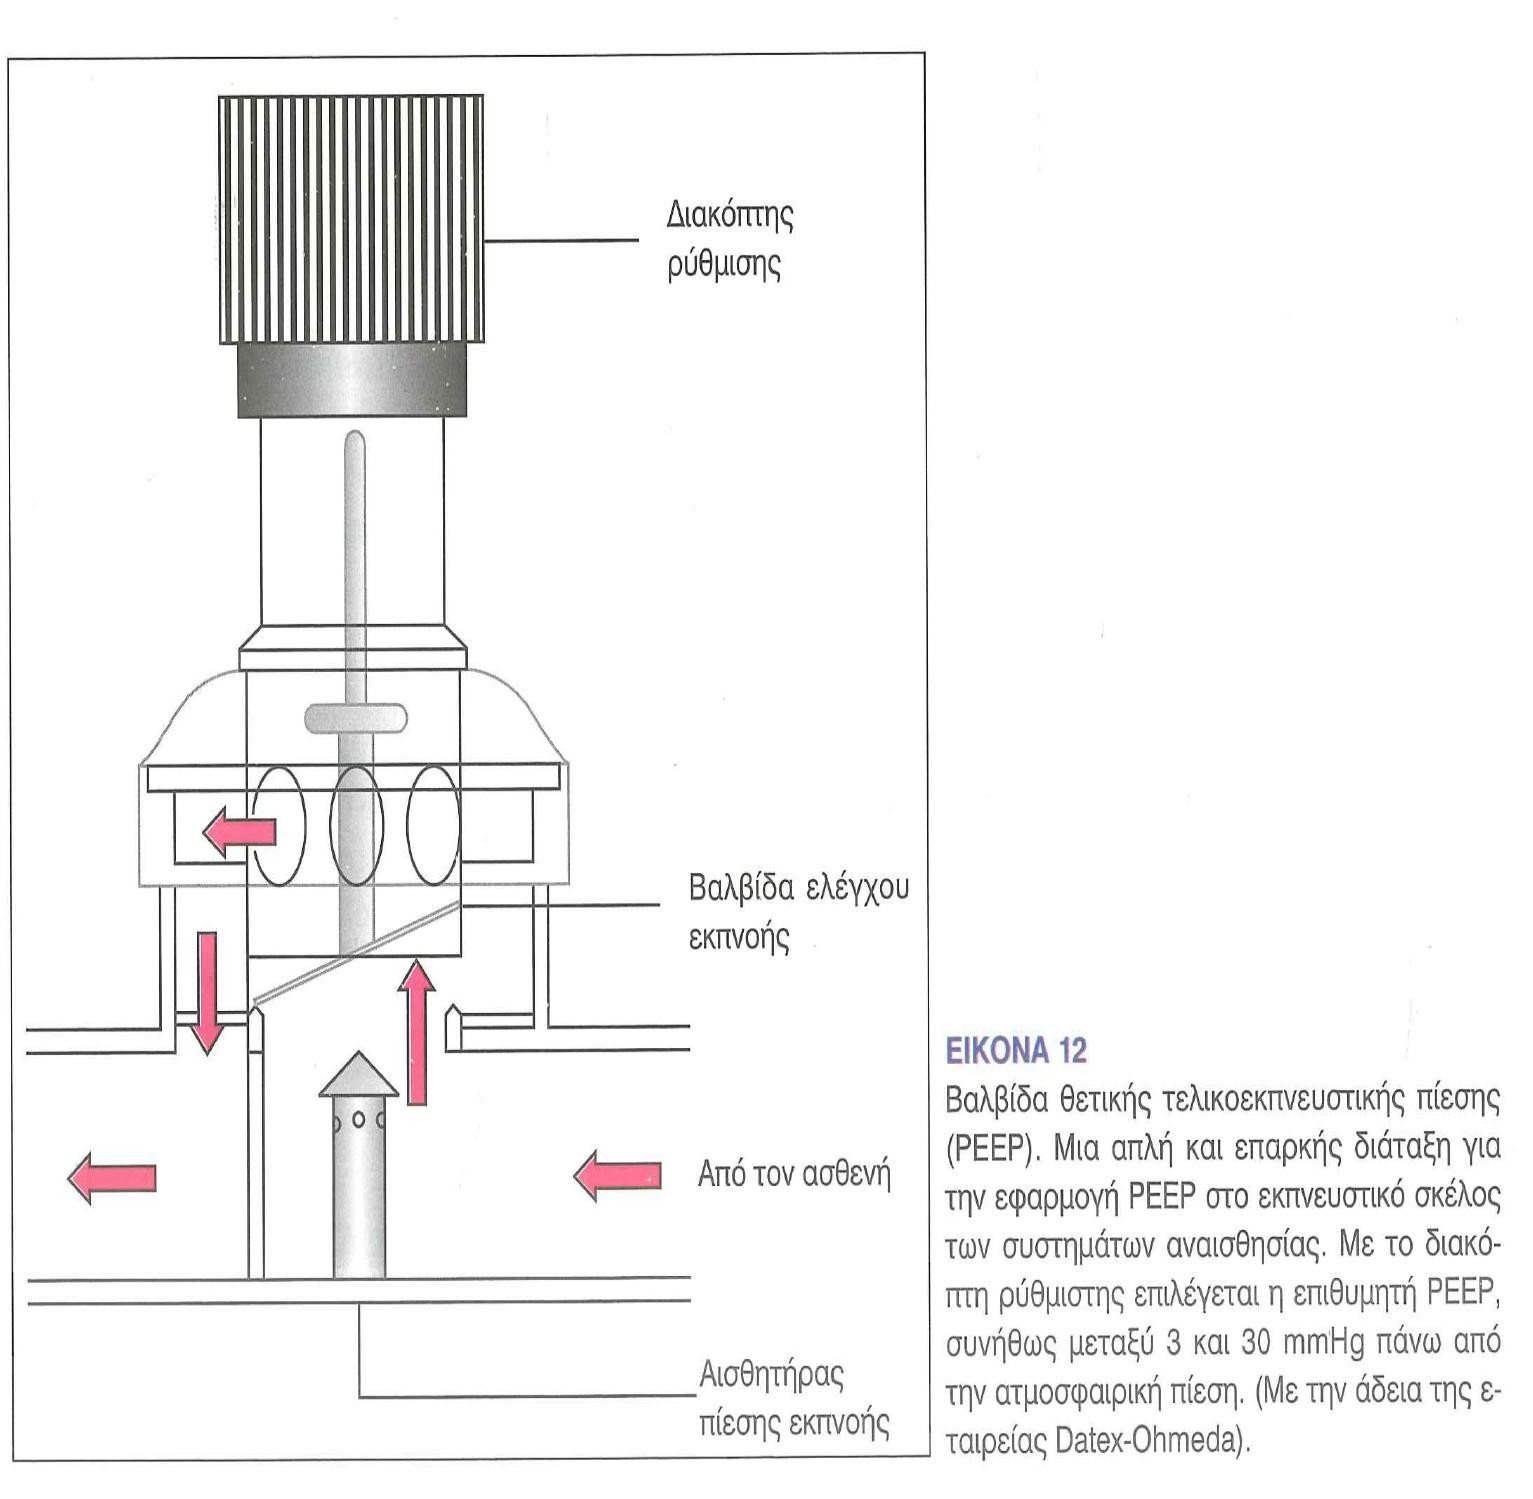 Διακόπτης
ρύθμισης
Βαλβίδα ελέγχου
εκπνοής
Από τον ασθενή
Αισθητήρας
πίεσης εκπνοής
ΕΙΚΟΝΑ 12
Βαλβίδα θετικής τελικοεκπνευστικής πίεσης
(PEEP). Μια απλή και επαρκής διάταξη για
την εφαρμογή PEEP στο εκπνευστικό σκέλος
των συστημάτων αναισθησίας. Με το διακό-
πτη ρύθμιστης επιλέγεται η επιθυμητή PEEP,
συνήθως μεταξύ 3 και 30 mmHg πάνω από
την ατμοσφαιρική πίεση. (Με την άδεια της ε-
ταιρείας Datex-Ohmeda).